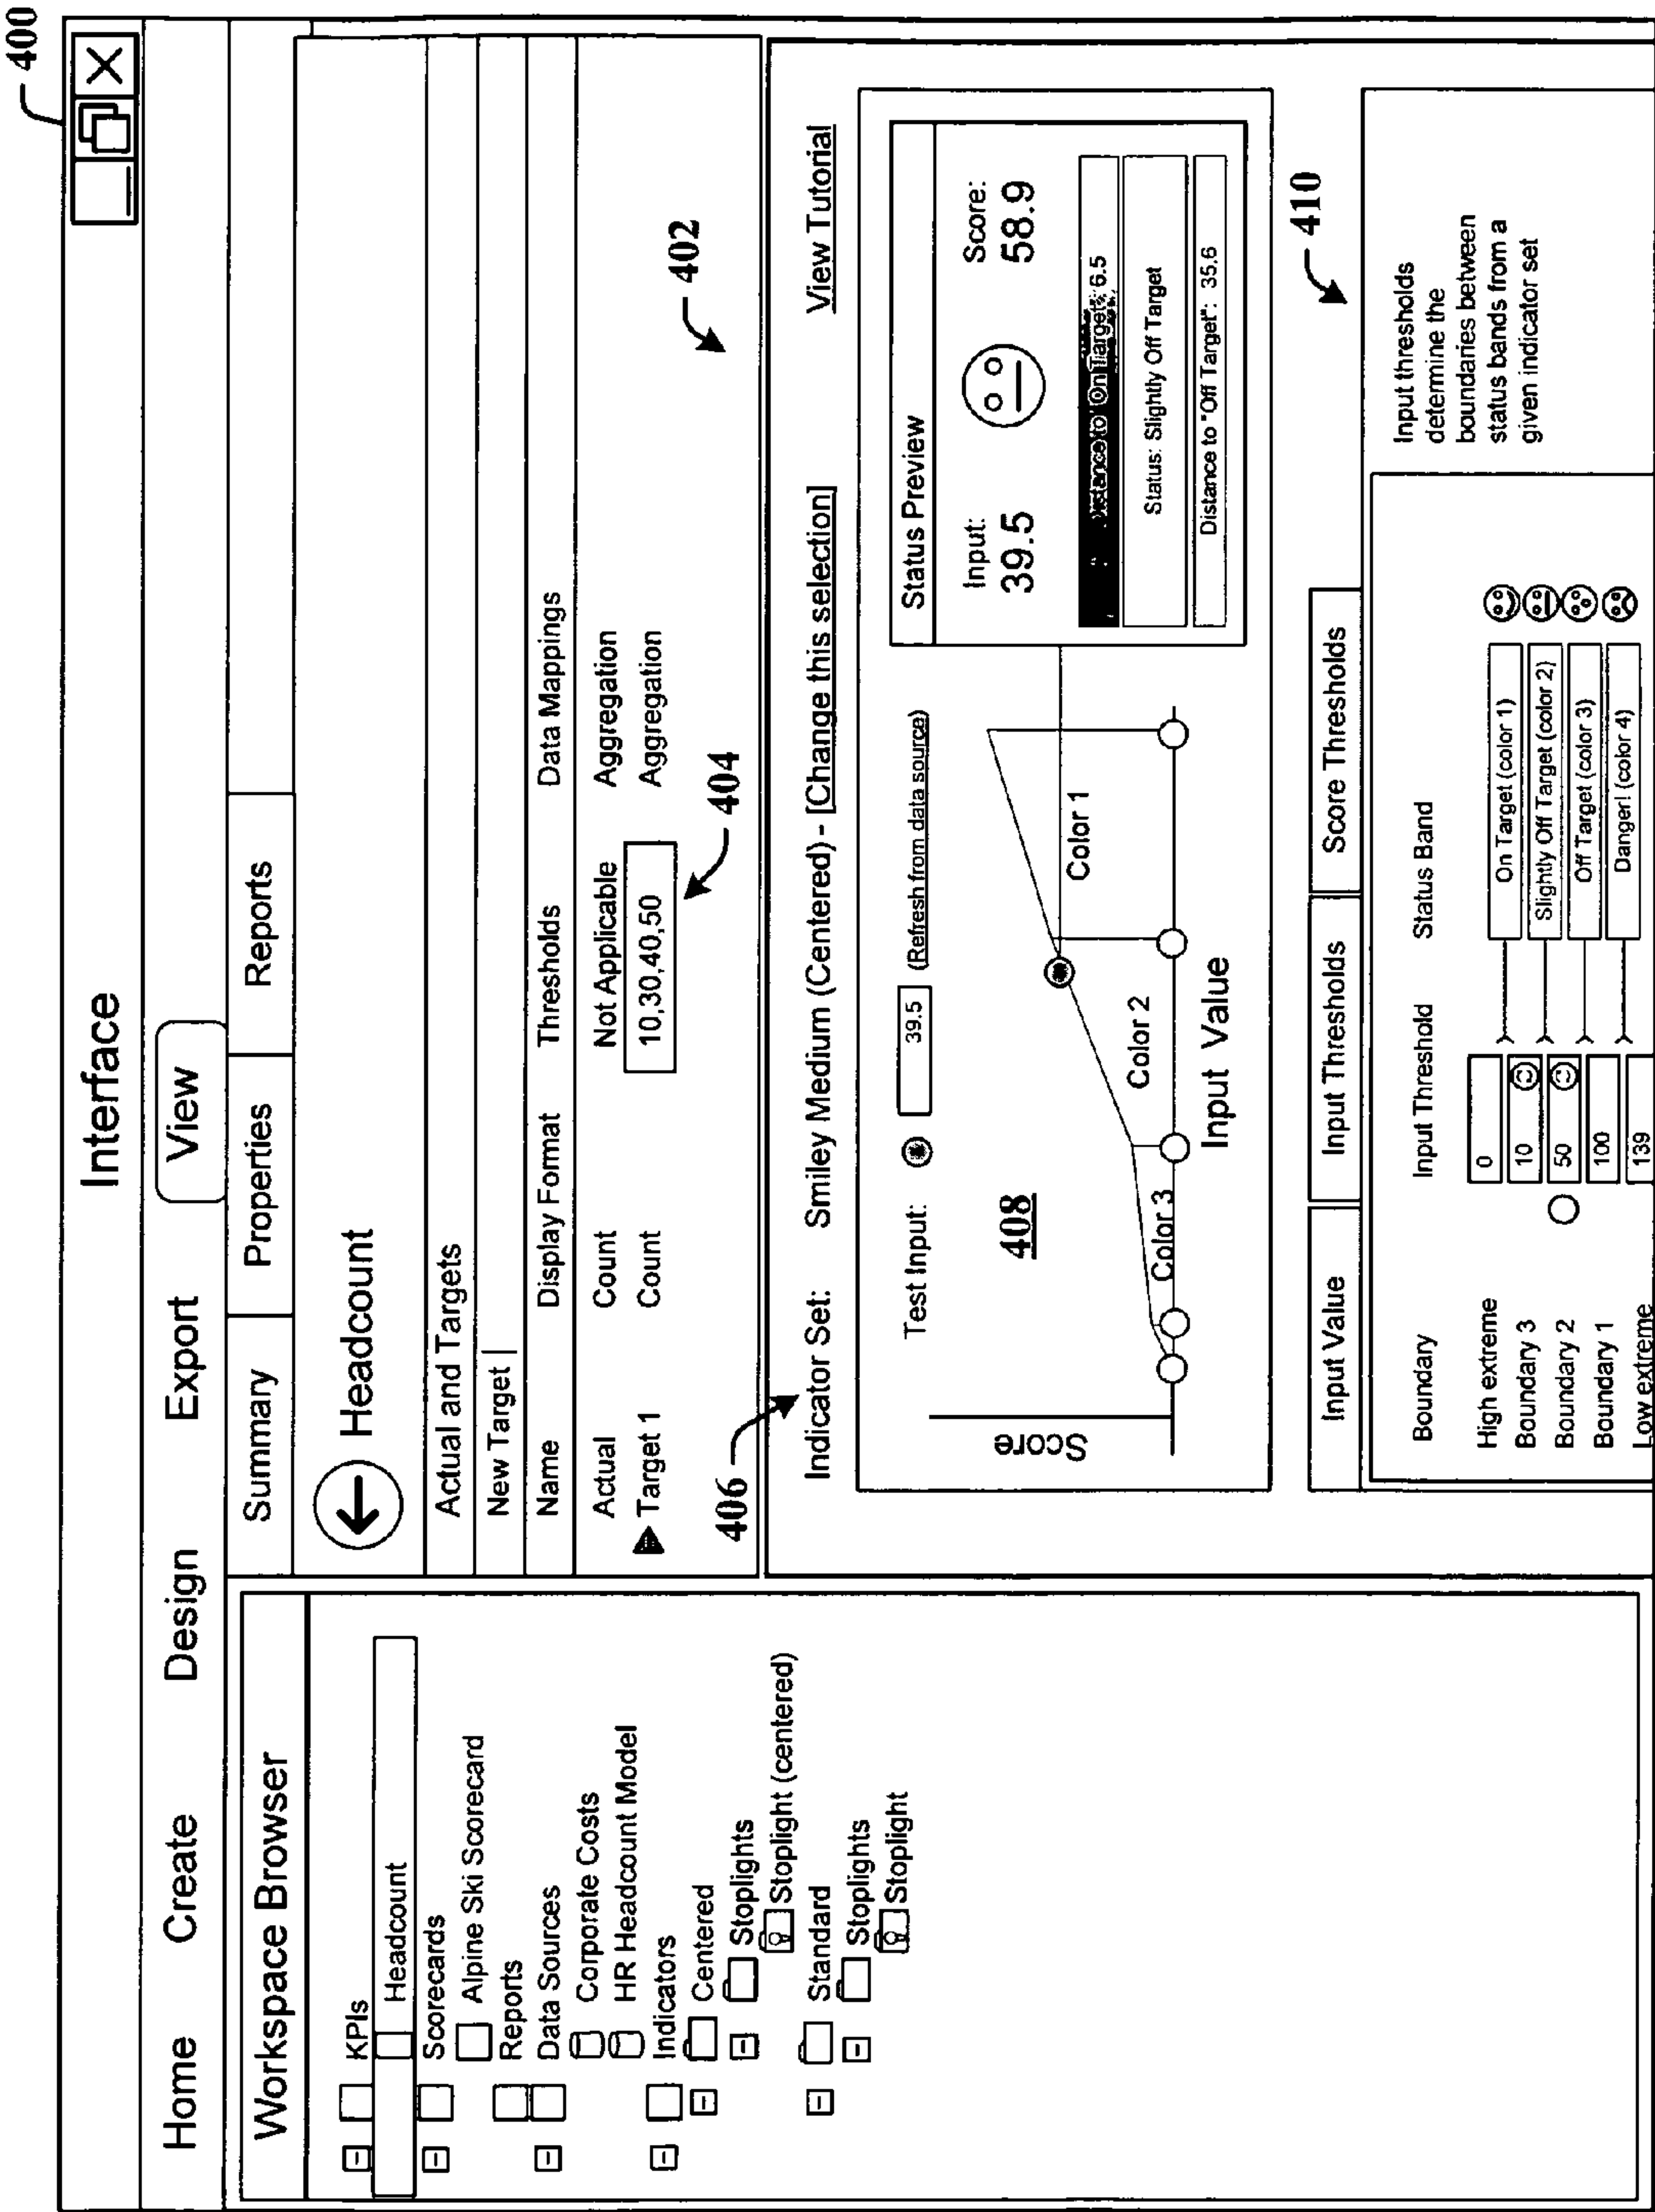 400
Interface
Home Create Design Export View
Workspace Browser
KPIs
Headcount
Scorecards
Alpine Ski Scorecard
Reports
Data Sources
Corporate Costs
HR Headcount Model
Indicators
Centered
Stoplights
Stoplight (centered)
Standard
Stoplights
Stoplight
Summary Properties Reports
Headcount
Actual and Targets
New Target
Name Display Format Thresholds Data Mappings
Actual Count Not Applicable Aggregation
Target 1 Count 10,30,40,50 Aggregation
404
402
406
Indicator Set: Smiley Medium (Centered) - [Change this selection] View Tutorial
Test Input: 39.5 (Refresh from data source)
408
Score
Color 3
Color 2
Color 1
Input Value
Status Preview
Input: Score:
39.5 58.9
Distance to "On Target": 6.5
Status: Slightly Off Target
Distance to "Off Target": 35.6
410
Input Value Input Thresholds Score Thresholds
Boundary Input Threshold Status Band
High extreme 0
On Target (color 1)
Boundary 3 10
Slightly Off Target (color 2)
Boundary 2 50
Off Target (color 3)
Boundary 1 100
Danger! (color 4)
Low extreme 139
Input thresholds
determine the
boundaries between
status bands from a
given indicator set